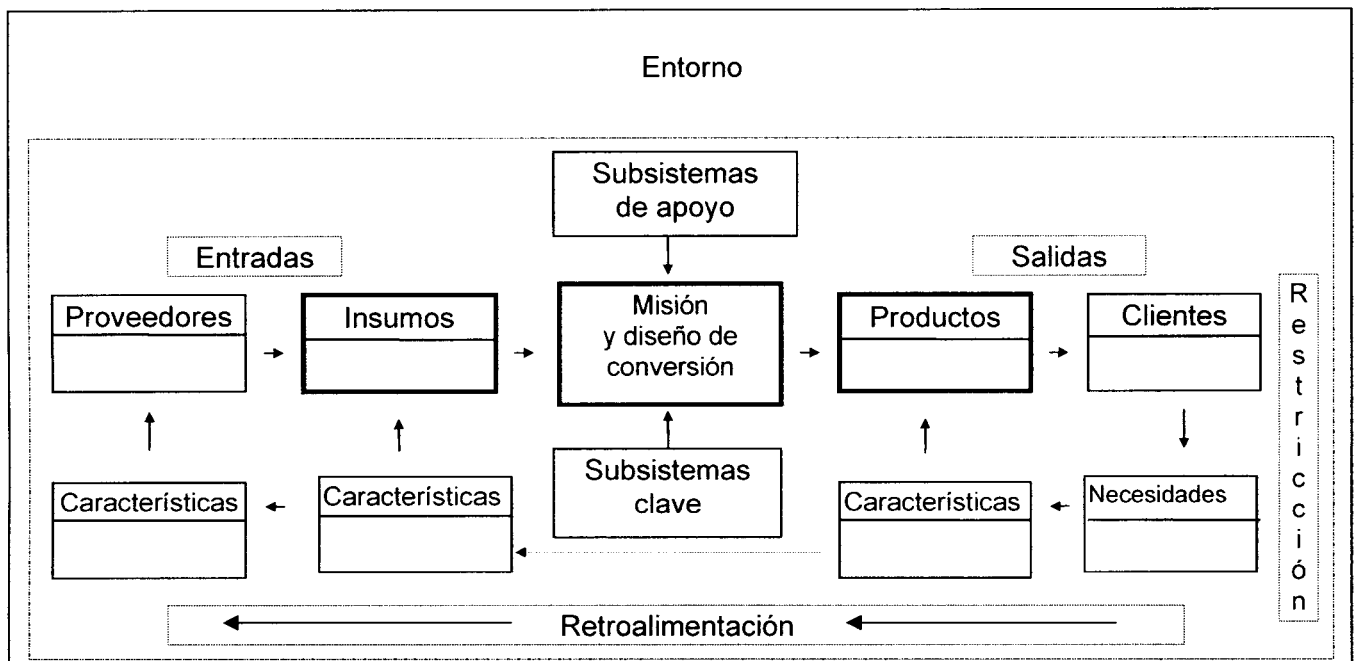 Entorno
Subsistemas
de apoyo
Entradas
Salidas
Proveedores
Insumos
Misión
y diseño de
conversión
Productos
Clientes
Características
Características
Subsistemas
clave
Características
Necesidades
Restricción
Retroalimentación